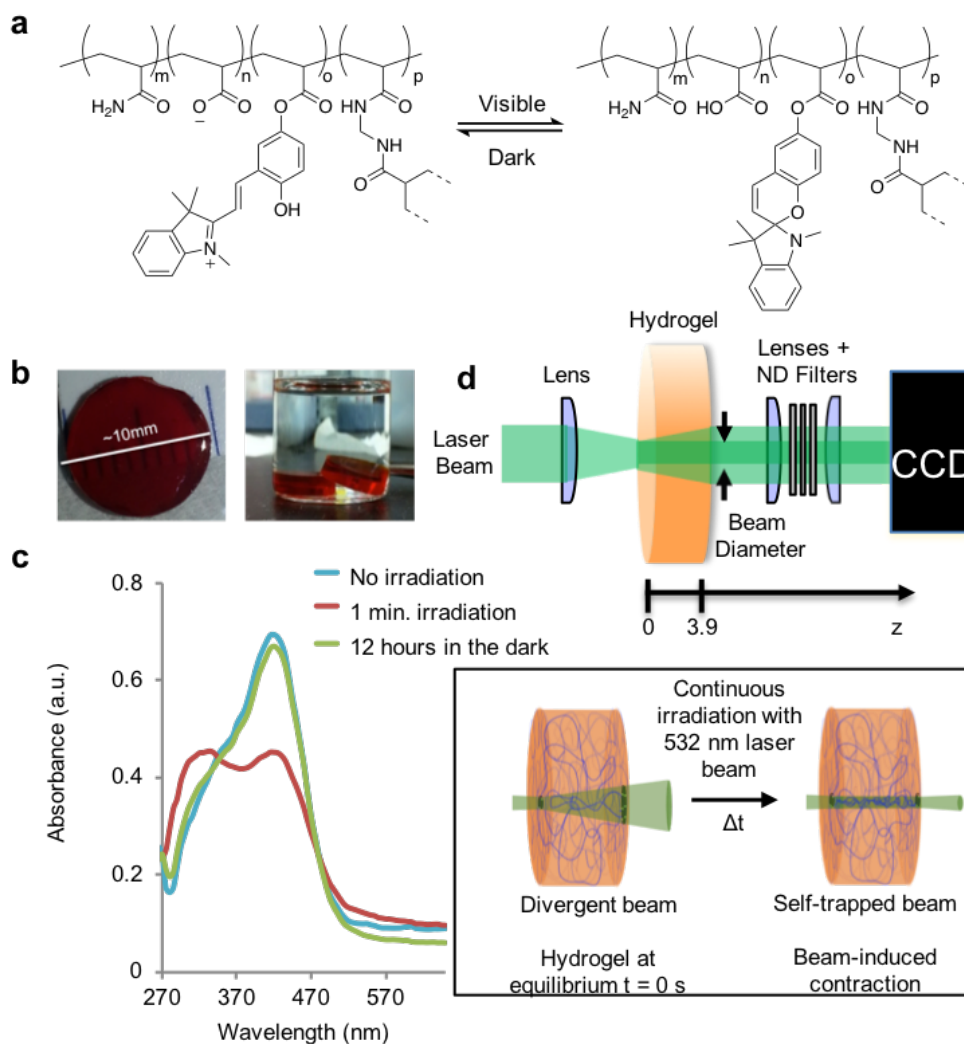 a
m n o p
H₂N O O O O O HN O
−
NH
O
OH
N
+
Visible
Dark
m n o p
H₂N O HO O O O HN O
NH
O
O
N
b
~10mm
c
No irradiation
1 min. irradiation
12 hours in the dark
Absorbance (a.u.)
0.8
0.6
0.4
0.2
0
270 370 470 570
Wavelength (nm)
d
Hydrogel
Lens
Lenses +
ND Filters
Laser
Beam
CCD
Beam
Diameter
0 3.9 z
Continuous
irradiation with
532 nm laser
beam
Δt
Divergent beam
Self-trapped beam
Hydrogel at
equilibrium t = 0 s
Beam-induced
contraction